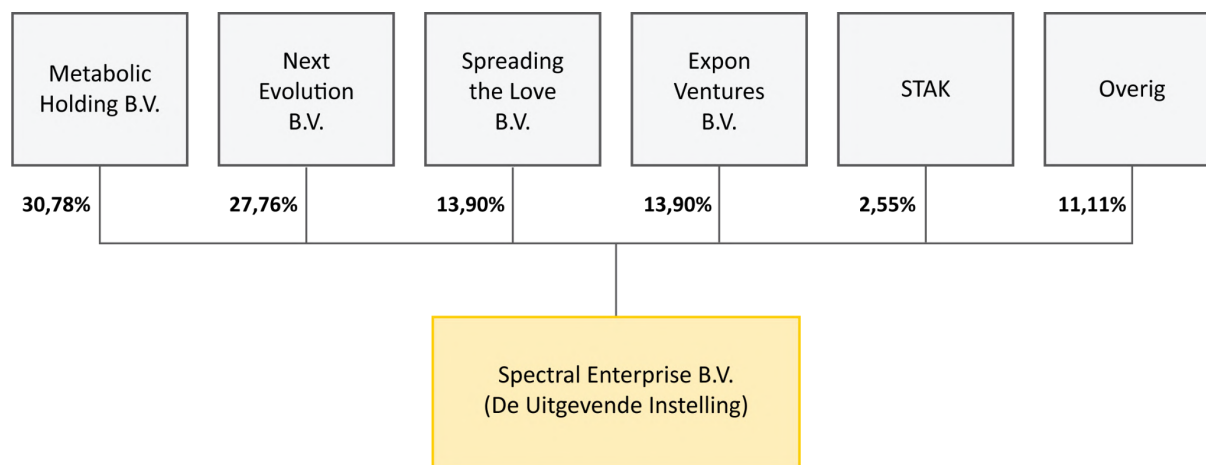 Metabolic
Holding B.V.
Next
Evolution
B.V.
Spreading
the Love
B.V.
Expon
Ventures
B.V.
STAK
Overig
30,78%
27,76%
13,90%
13,90%
2,55%
11,11%
Spectral Enterprise B.V.
(De Uitgevende Instelling)